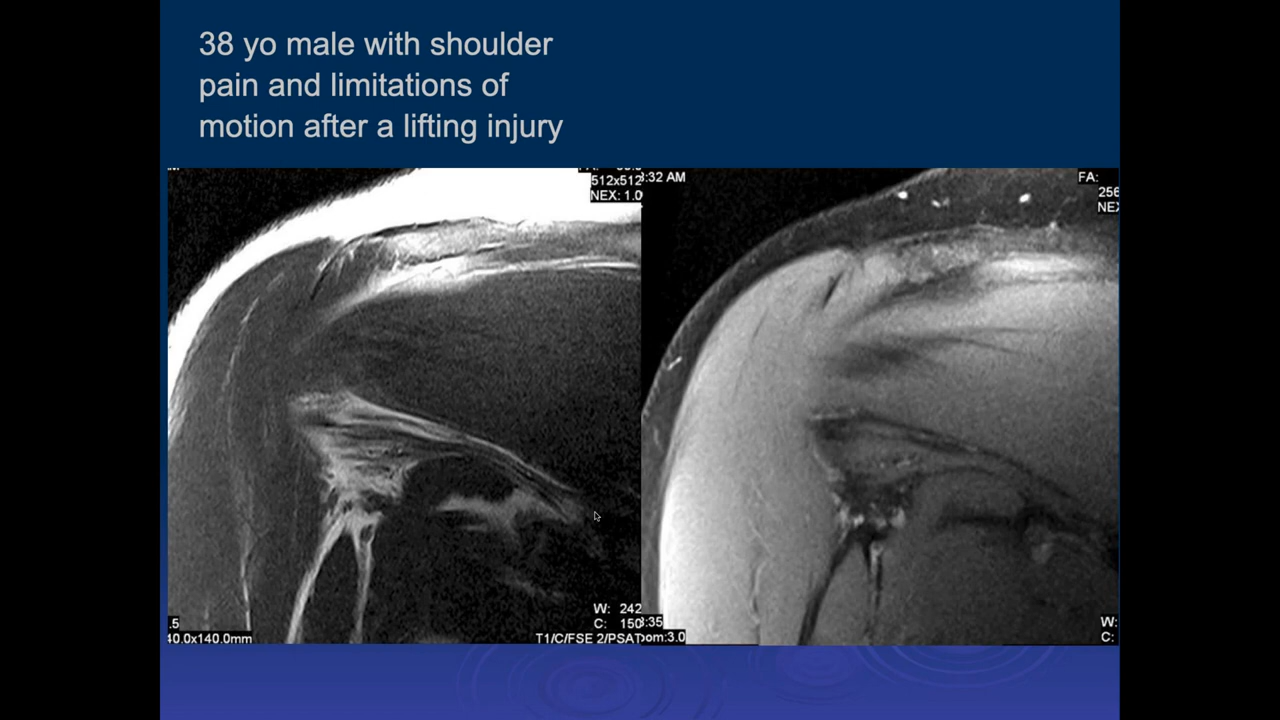 38 yo male with shoulder
pain and limitations of
motion after a lifting injury
512x512
NEX: 1.0
3:32 AM
FA:
256
NEX
W: 242
C: 150
.5
40.0x140.0mm
T1/C/FSE 2/PSAT
3:35
oom:3.0
W:
C: